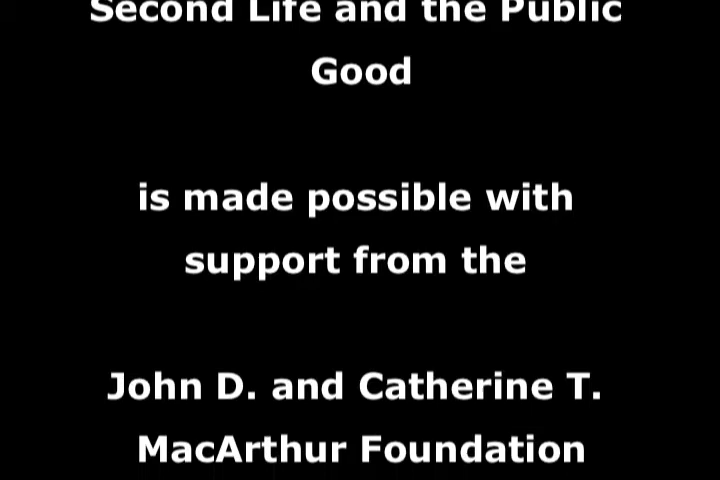 Second Life and the Public
Good
is made possible with
support from the
John D. and Catherine T.
MacArthur Foundation